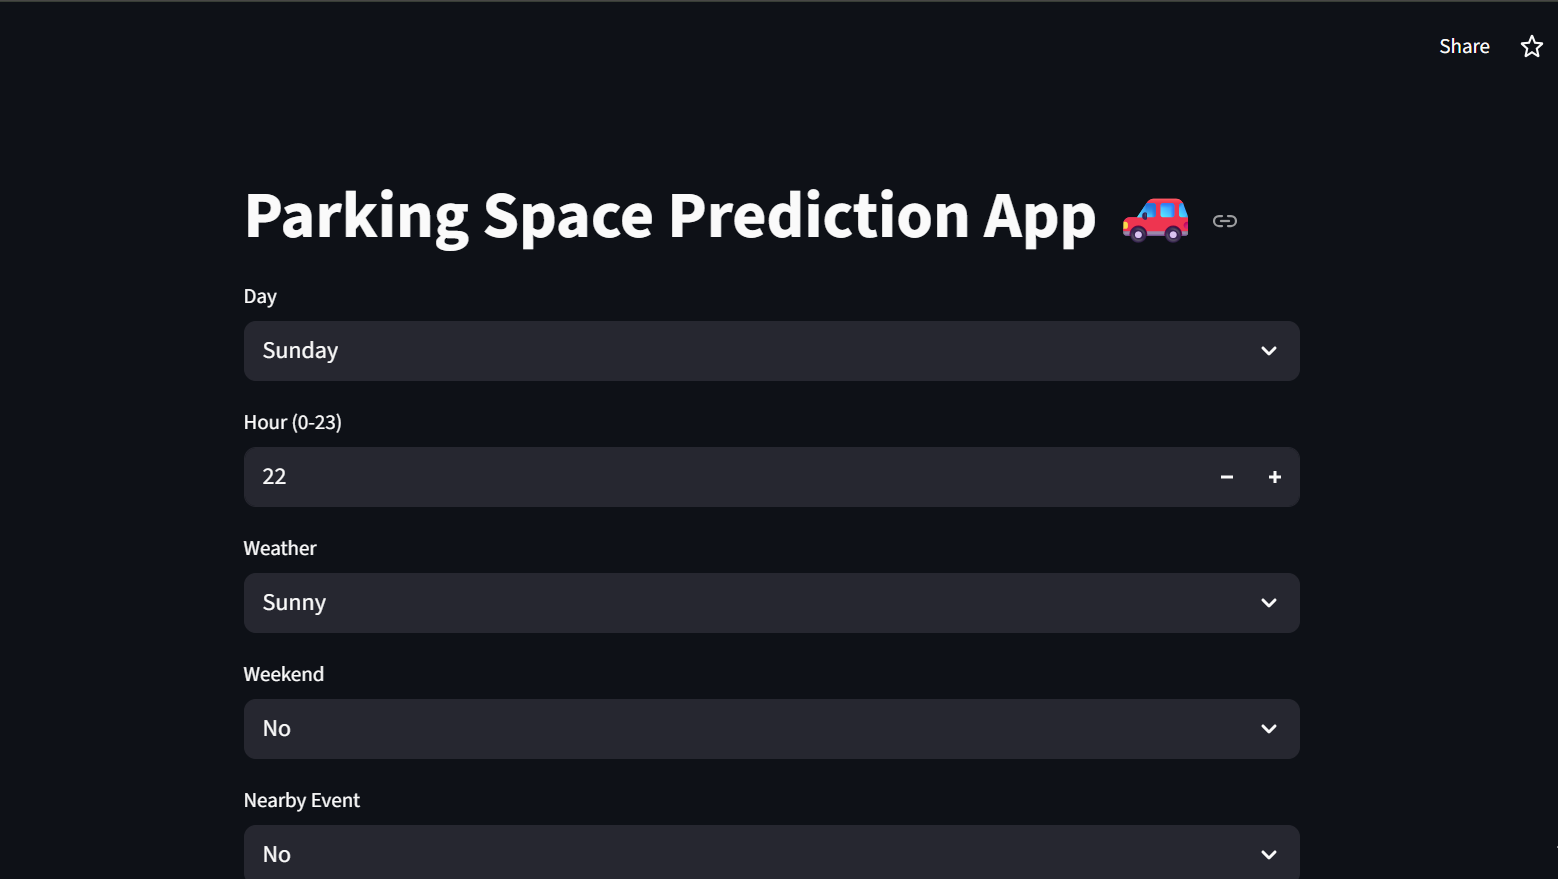 Share
Parking Space Prediction App
Day
Sunday
Hour (0-23)
22
Weather
Sunny
Weekend
No
Nearby Event
No